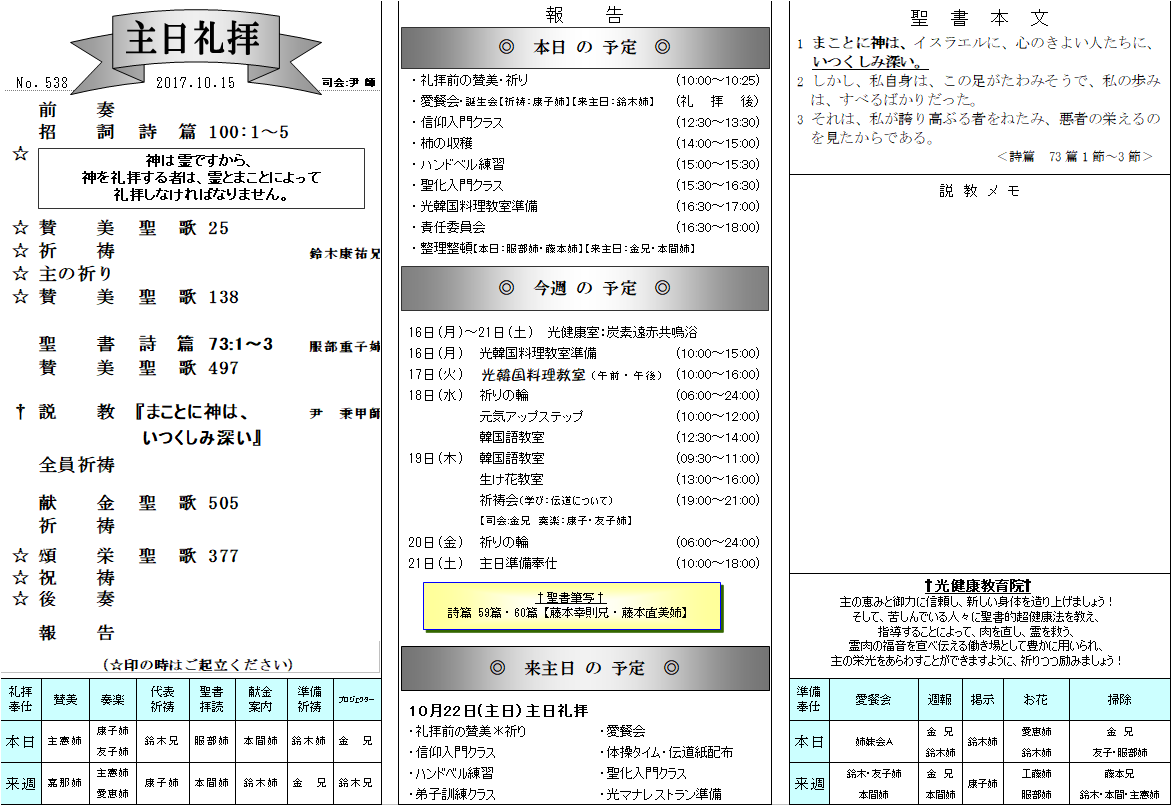 主日礼拝
No. 538
2017.10.15
司会:尹 師
前 奏
招 詞 詩 篇 100:1～5
☆
神は霊ですから、
神を礼拝する者は、霊とまことによって
礼拝しなければなりません。
☆ 賛 美 聖 歌 25
☆ 祈 祷 鈴木康祐兄
☆ 主の祈り
☆ 賛 美 聖 歌 138
聖 書 詩 篇 73:1～3 服部重子姉
賛 美 聖 歌 497
† 説 教 『まことに神は、 尹 秉甲師
いつくしみ深い』
全員祈祷
献 金 聖 歌 505
祈 祷
☆ 頌 栄 聖 歌 377
☆ 祝 祷
☆ 後 奏
報 告
(☆印の時はご起立ください)
礼拝奉仕 賛美 奏楽 代表祈祷 聖書拝読 献金案内 準備祈祷 プロジェクター
本日 主憲姉 康子姉 友子姉 鈴木兄 服部姉 本間姉 鈴木姉 金 兄
来週 嘉那姉 主憲姉 愛恵姉 康子姉 本間姉 鈴木姉 金 兄 鈴木兄
報 告
◎ 本日 の 予定 ◎
・礼拝前の賛美・祈り (10:00～10:25)
・愛餐会・誕生会【祈祷:康子姉】【来主日:鈴木姉】 (礼 拝 後)
・信仰入門クラス (12:30～13:30)
・柿の収穫 (14:00～15:00)
・ハンドベル練習 (15:00～15:30)
・聖化入門クラス (15:30～16:30)
・光韓国料理教室準備 (16:30～17:00)
・責任委員会 (16:30～18:00)
・整理整頓【本日:服部姉・藤本姉】【来主日:金兄・本間姉】
◎ 今週 の 予定 ◎
16日(月)～21日(土) 光健康室:炭素遠赤共鳴浴
16日(月) 光韓国料理教室準備 (10:00～15:00)
17日(火) 光韓国料理教室(午前・午後) (10:00～16:00)
18日(水) 祈りの輪 (06:00～24:00)
元気アップステップ (10:00～12:00)
韓国語教室 (12:30～14:00)
19日(木) 韓国語教室 (09:30～11:00)
生け花教室 (13:00～16:00)
祈祷会(学び:伝道について) (19:00～21:00)
【司会:金兄 奏楽:康子・友子姉】
20日(金) 祈りの輪 (06:00～24:00)
21日(土) 主日準備奉仕 (10:00～18:00)
†聖書筆写†
詩篇 59篇・60篇【藤本幸則兄・藤本直美姉】
◎ 来主日 の 予定 ◎
10月22日(主日) 主日礼拝
・礼拝前の賛美＊祈り ・愛餐会
・信仰入門クラス ・体操タイム・伝道紙配布
・ハンドベル練習 ・聖化入門クラス
・弟子訓練クラス ・光マナレストラン準備
聖 書 本 文
1 まことに神は、イスラエルに、心のきよい人たちに、
いつくしみ深い。
2 しかし、私自身は、この足がたわみそうで、私の歩み
は、すべるばかりだった。
3 それは、私が誇り高ぶる者をねたみ、悪者の栄えるの
を見たからである。
＜詩篇 73篇1節～3節＞
説 教 メ モ
†光健康教育院†
主の恵みと御力に信頼し、新しい身体を造り上げましょう！
そして、苦しんでいる人々に聖書的超健康法を教え、
指導することによって、肉を直し、霊を救う、
霊肉の福音を宣べ伝える働き場として豊かに用いられ、
主の栄光をあらわすことができますように、祈りつつ励みましょう！
準備奉仕 愛餐会 週報 掲示 お花 掃除
本日 姉妹会A 金 兄 鈴木姉 鈴木姉 愛恵姉 鈴木姉 金 兄 友子・服部姉
来週 鈴木・友子姉 本間姉 金 兄 本間姉 康子姉 工藤姉 服部姉 藤本兄 鈴木・本間・主憲姉